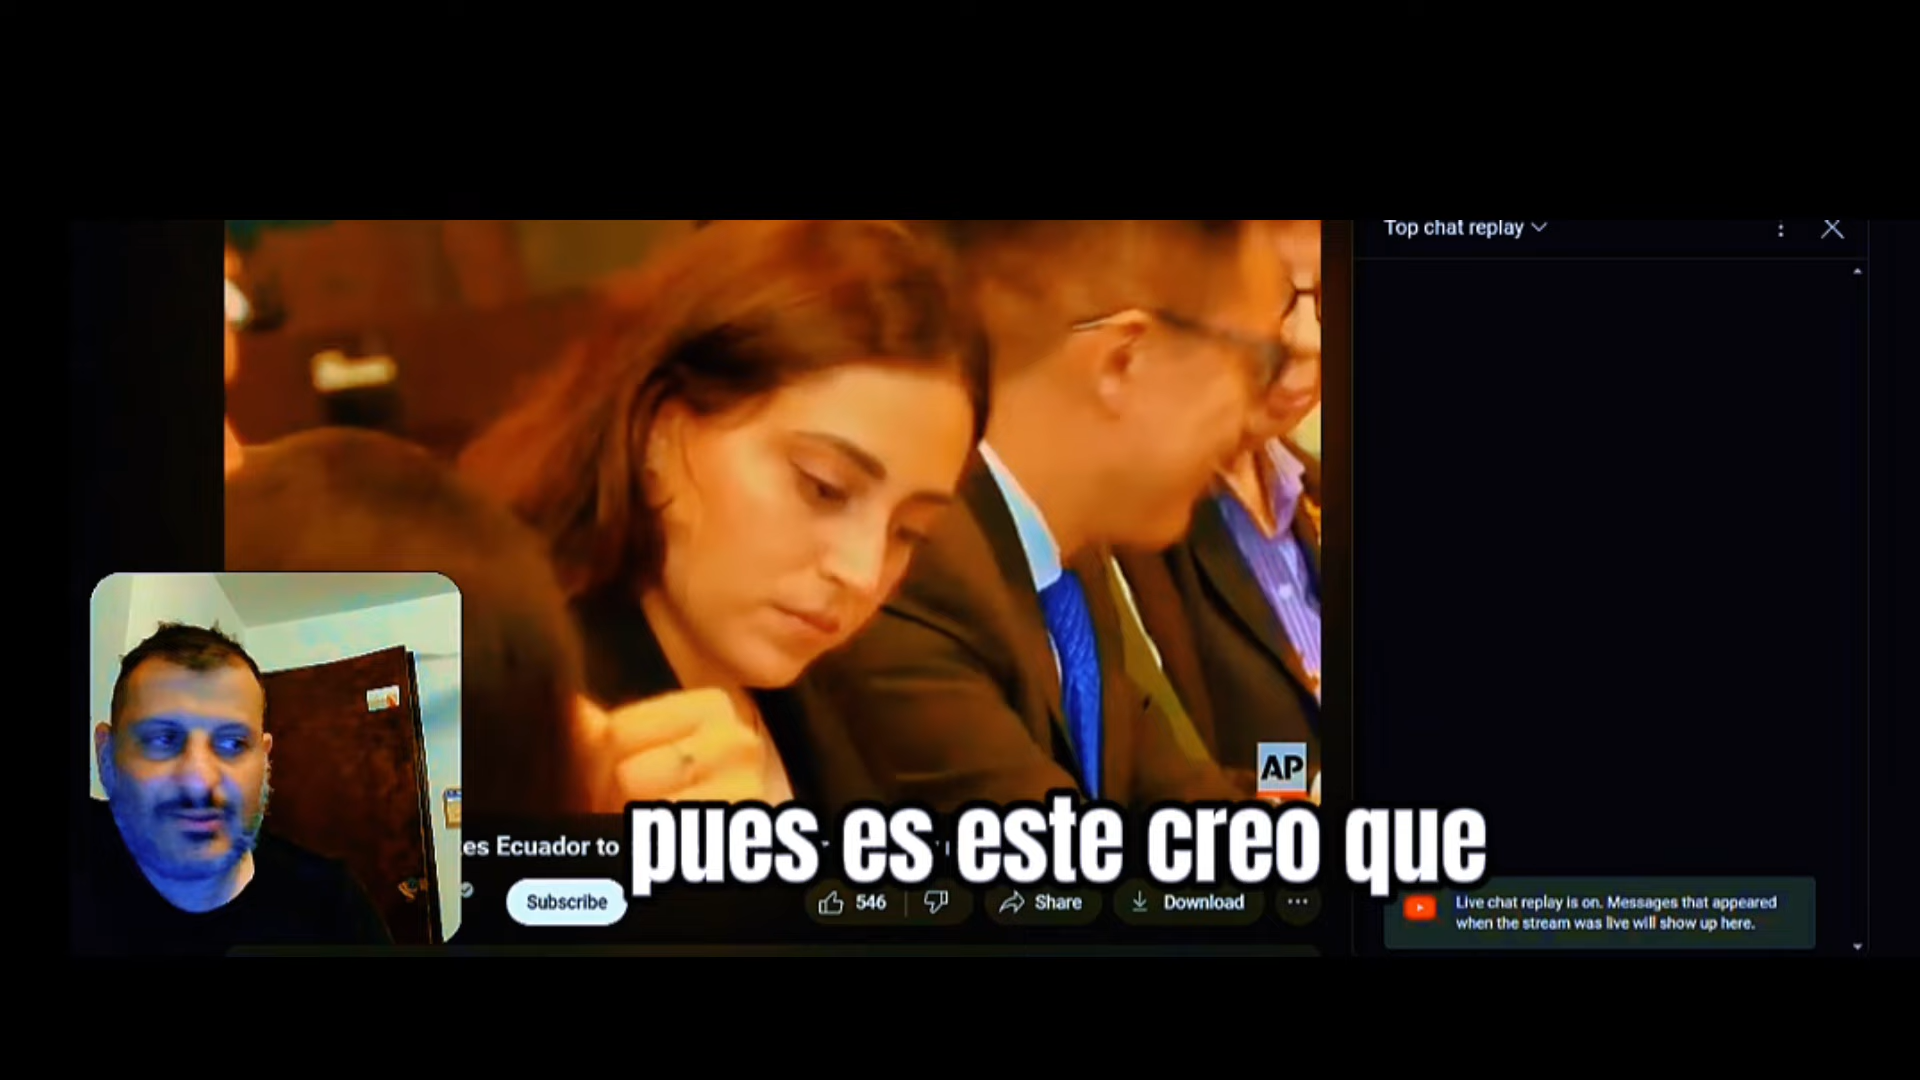 Top chat replay
AP
es Ecuador to
pues es este creo que
Subscribe
546
Share
Download
Live chat replay is on. Messages that appeared
when the stream was live will show up here.